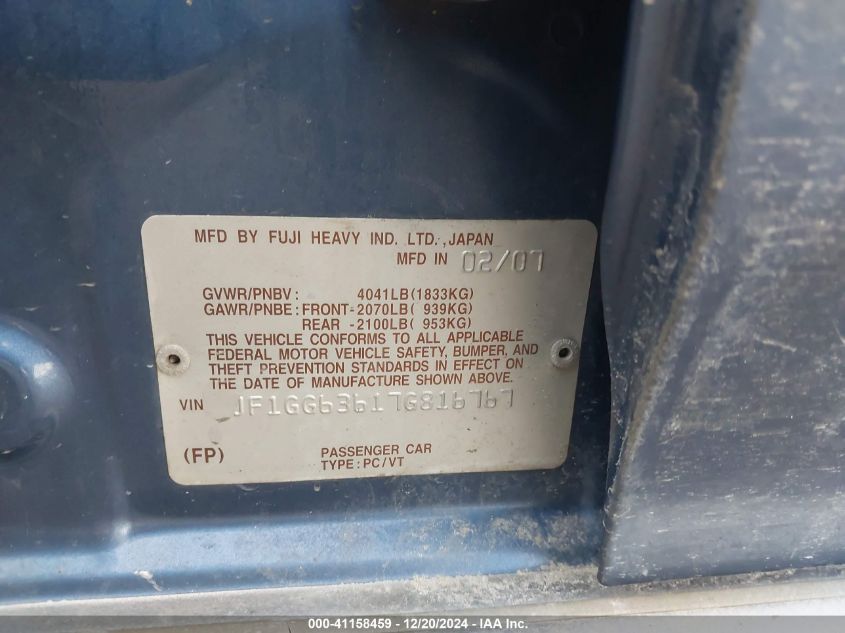 MFD BY FUJI HEAVY IND. LTD., JAPAN
MFD IN 02/07
GVWR/PNBV: 4041LB(1833KG)
GAWR/PNBE: FRONT-2070LB( 939KG)
REAR -2100LB( 953KG)
THIS VEHICLE CONFORMS TO ALL APPLICABLE
FEDERAL MOTOR VEHICLE SAFETY, BUMPER, AND
THEFT PREVENTION STANDARDS IN EFFECT ON
THE DATE OF MANUFACTURE SHOWN ABOVE.
VIN JF1GG63617G816767
(FP) PASSENGER CAR
TYPE:PC/VT
000-41158459 - 12/20/2024 - IAA Inc.